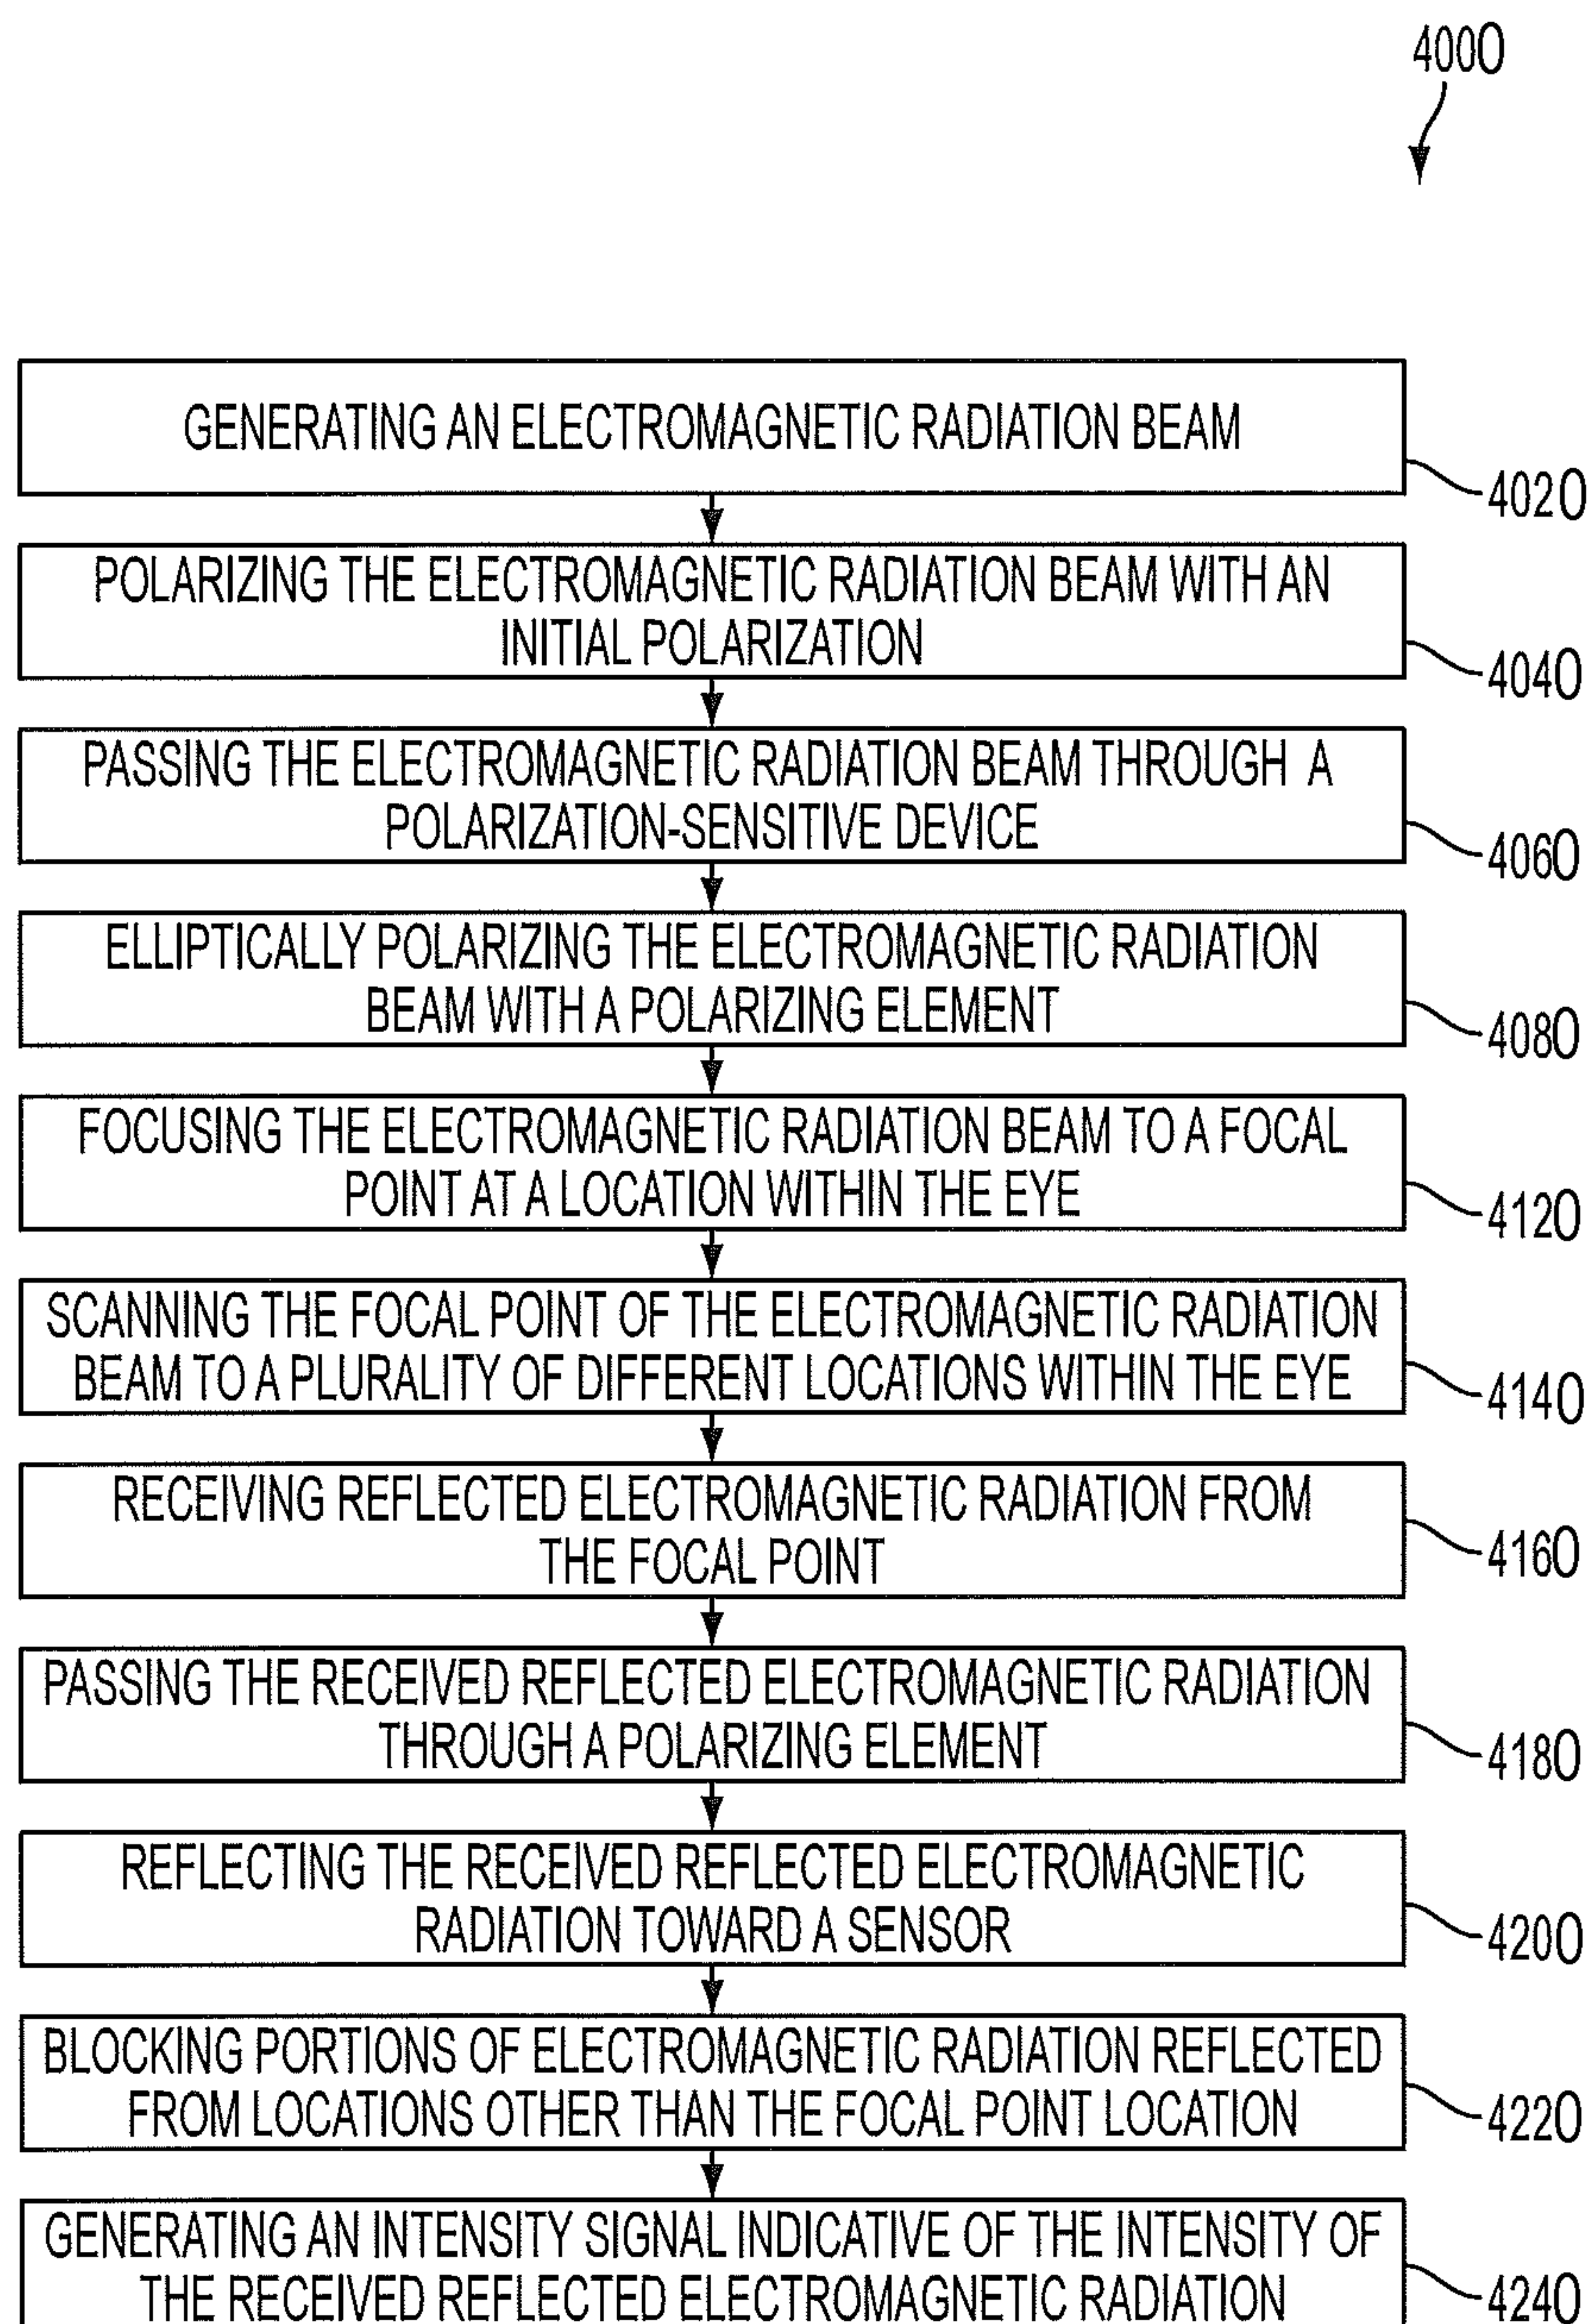 4000
GENERATING AN ELECTROMAGNETIC RADIATION BEAM
4020
POLARIZING THE ELECTROMAGNETIC RADIATION BEAM WITH AN
INITIAL POLARIZATION
4040
PASSING THE ELECTROMAGNETIC RADIATION BEAM THROUGH A
POLARIZATION-SENSITIVE DEVICE
4060
ELLIPTICALLY POLARIZING THE ELECTROMAGNETIC RADIATION
BEAM WITH A POLARIZING ELEMENT
4080
FOCUSING THE ELECTROMAGNETIC RADIATION BEAM TO A FOCAL
POINT AT A LOCATION WITHIN THE EYE
4120
SCANNING THE FOCAL POINT OF THE ELECTROMAGNETIC RADIATION
BEAM TO A PLURALITY OF DIFFERENT LOCATIONS WITHIN THE EYE
4140
RECEIVING REFLECTED ELECTROMAGNETIC RADIATION FROM
THE FOCAL POINT
4160
PASSING THE RECEIVED REFLECTED ELECTROMAGNETIC RADIATION
THROUGH A POLARIZING ELEMENT
4180
REFLECTING THE RECEIVED REFLECTED ELECTROMAGNETIC
RADIATION TOWARD A SENSOR
4200
BLOCKING PORTIONS OF ELECTROMAGNETIC RADIATION REFLECTED
FROM LOCATIONS OTHER THAN THE FOCAL POINT LOCATION
4220
GENERATING AN INTENSITY SIGNAL INDICATIVE OF THE INTENSITY OF
THE RECEIVED REFLECTED ELECTROMAGNETIC RADIATION
4240